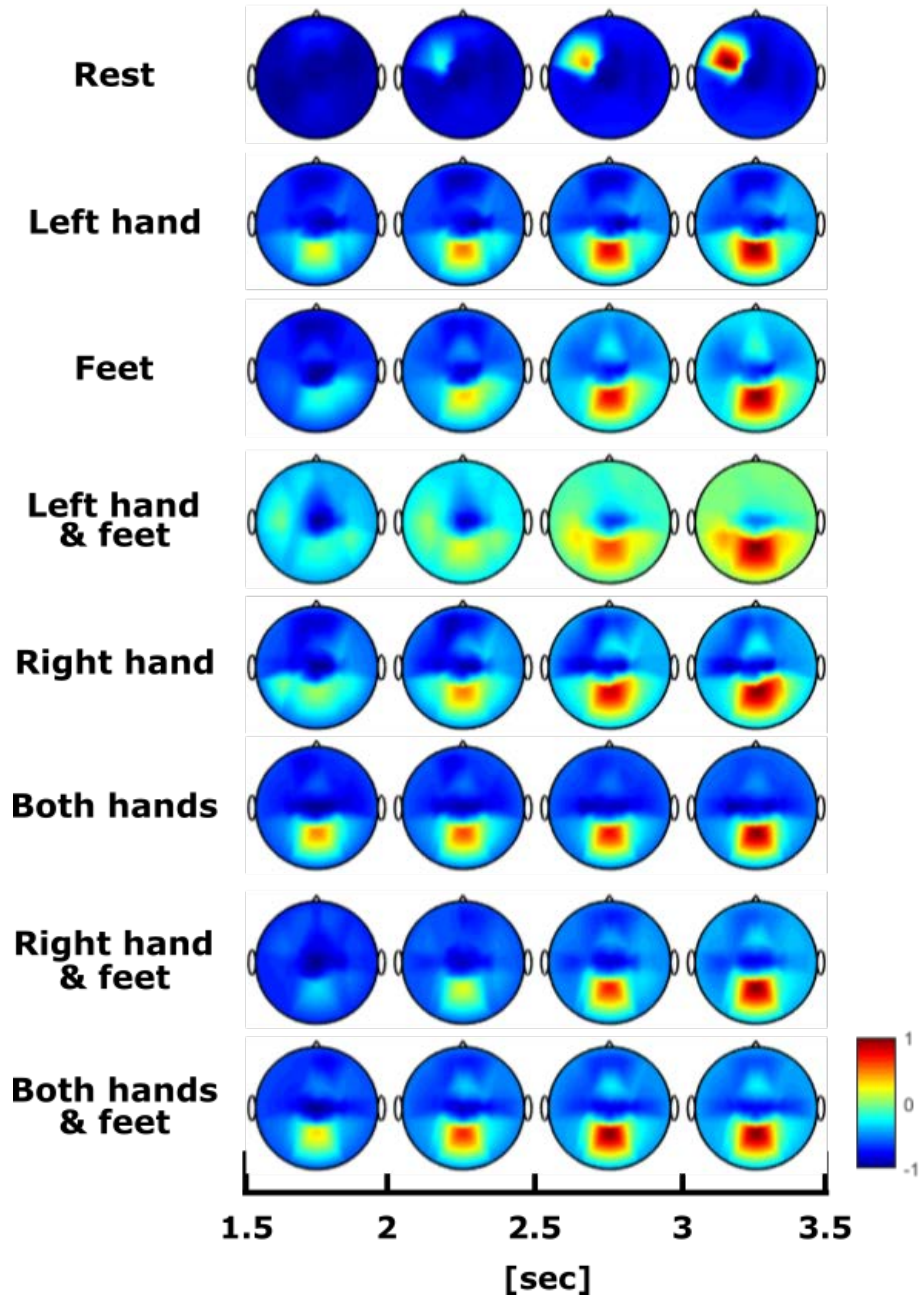 Rest
Left hand
Feet
Left hand
& feet
Right hand
Both hands
Right hand
& feet
Both hands
& feet
1
0
-1
1.5 2 2.5 3 3.5
[sec]